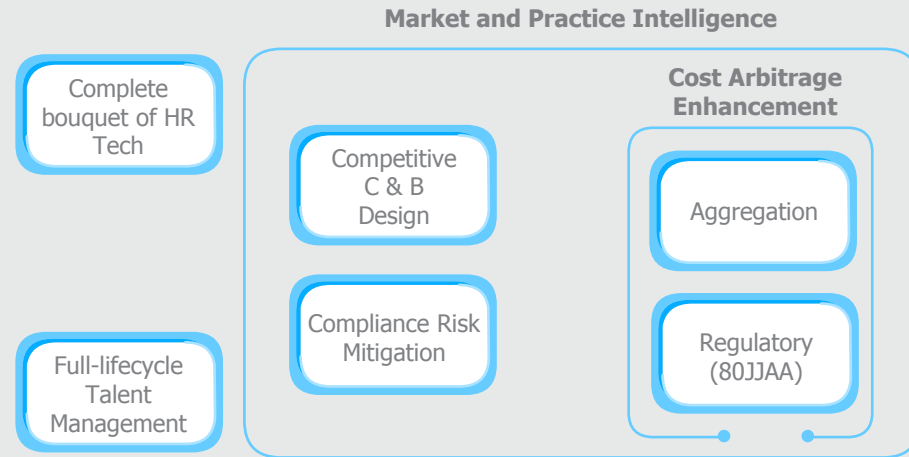 Market and Practice Intelligence
Complete
bouquet of HR
Tech
Cost Arbitrage
Enhancement
Competitive
C & B
Design
Aggregation
Compliance Risk
Mitigation
Regulatory
(80JJAA)
Full-lifecycle
Talent
Management